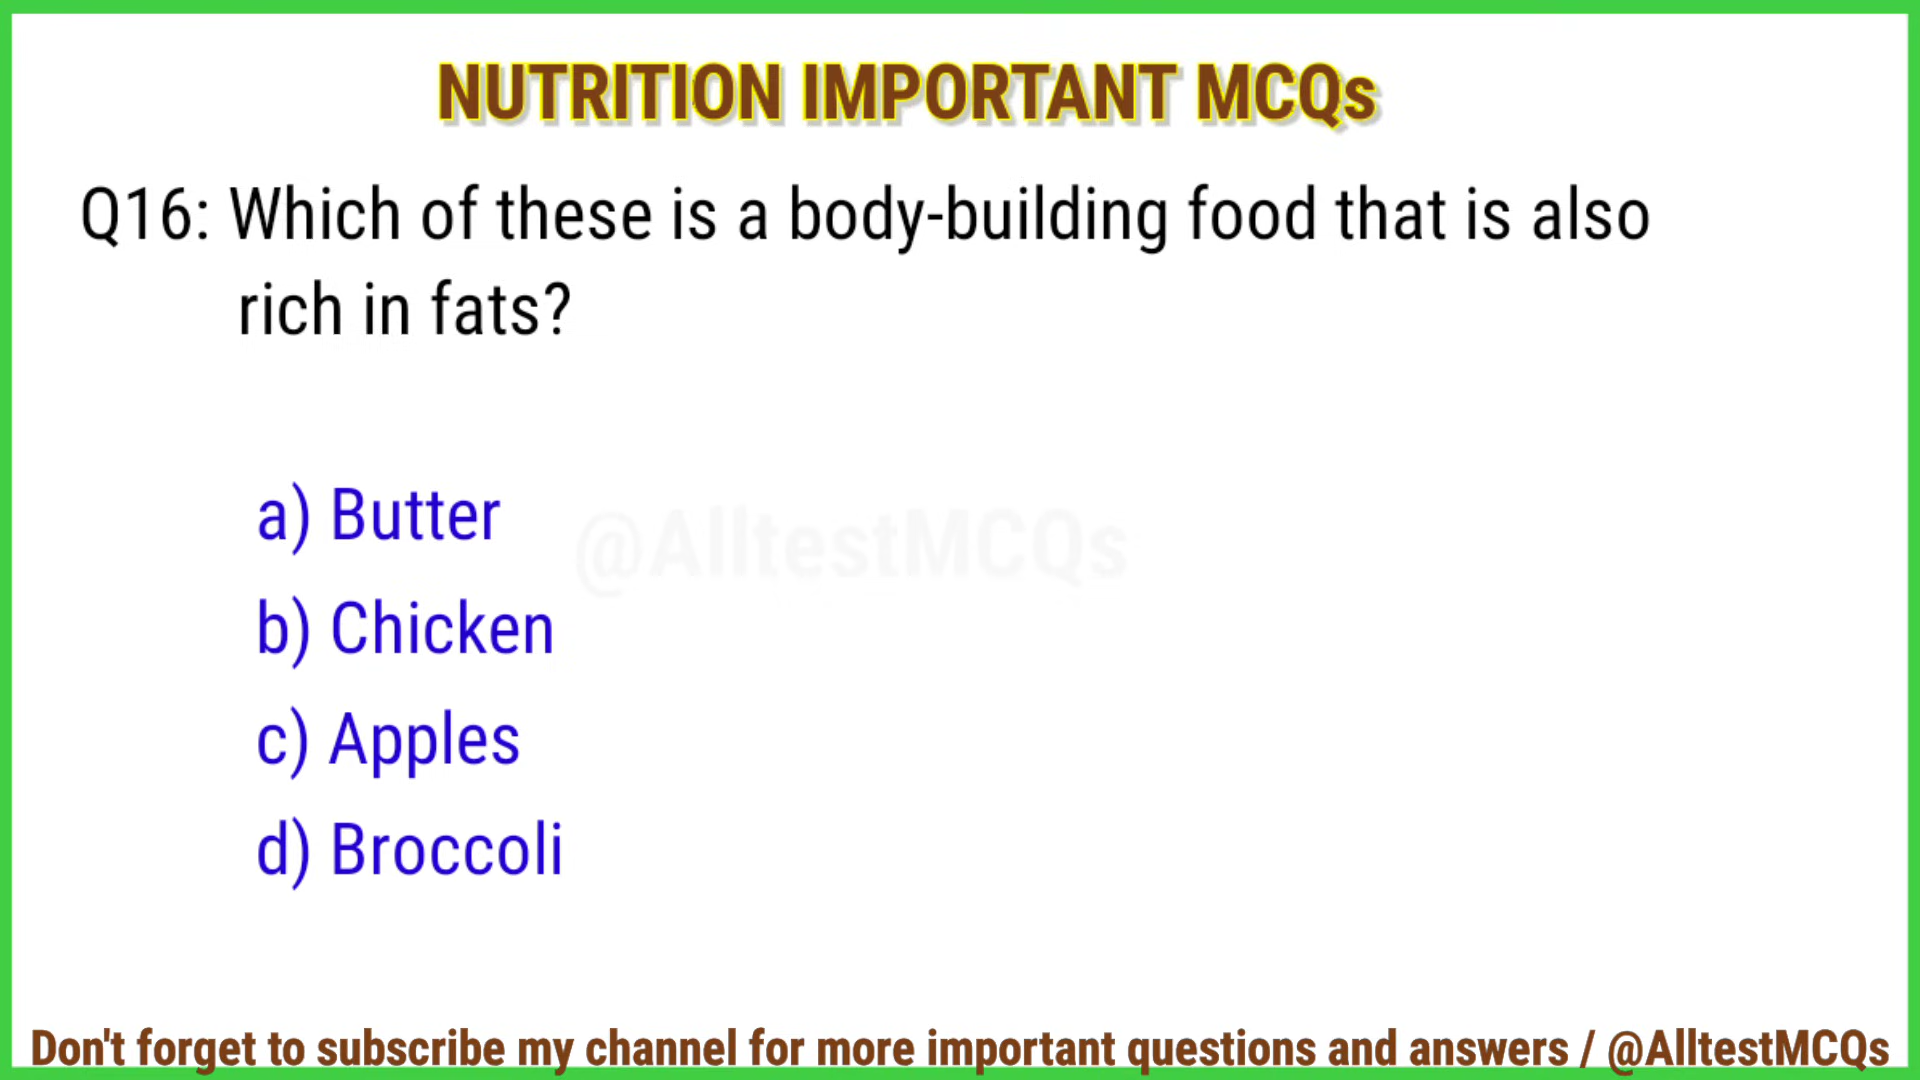 NUTRITION IMPORTANT MCQs
Q16: Which of these is a body-building food that is also
rich in fats?
a) Butter
@AlltestMCQs
b) Chicken
c) Apples
d) Broccoli
Don't forget to subscribe my channel for more important questions and answers / @AlltestMCQs